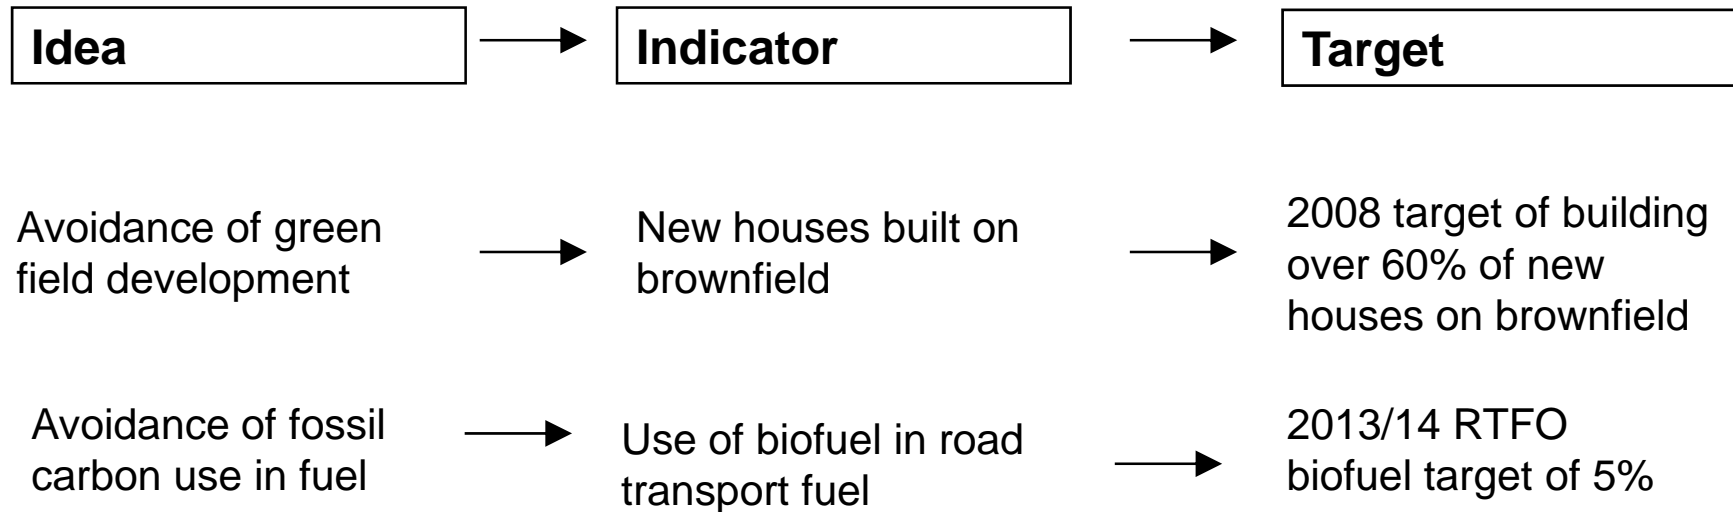 Idea
Indicator
Target
Avoidance of green
field development
New houses built on
brownfield
2008 target of building
over 60% of new
houses on brownfield
Avoidance of fossil
carbon use in fuel
Use of biofuel in road
transport fuel
2013/14 RTFO
biofuel target of 5%